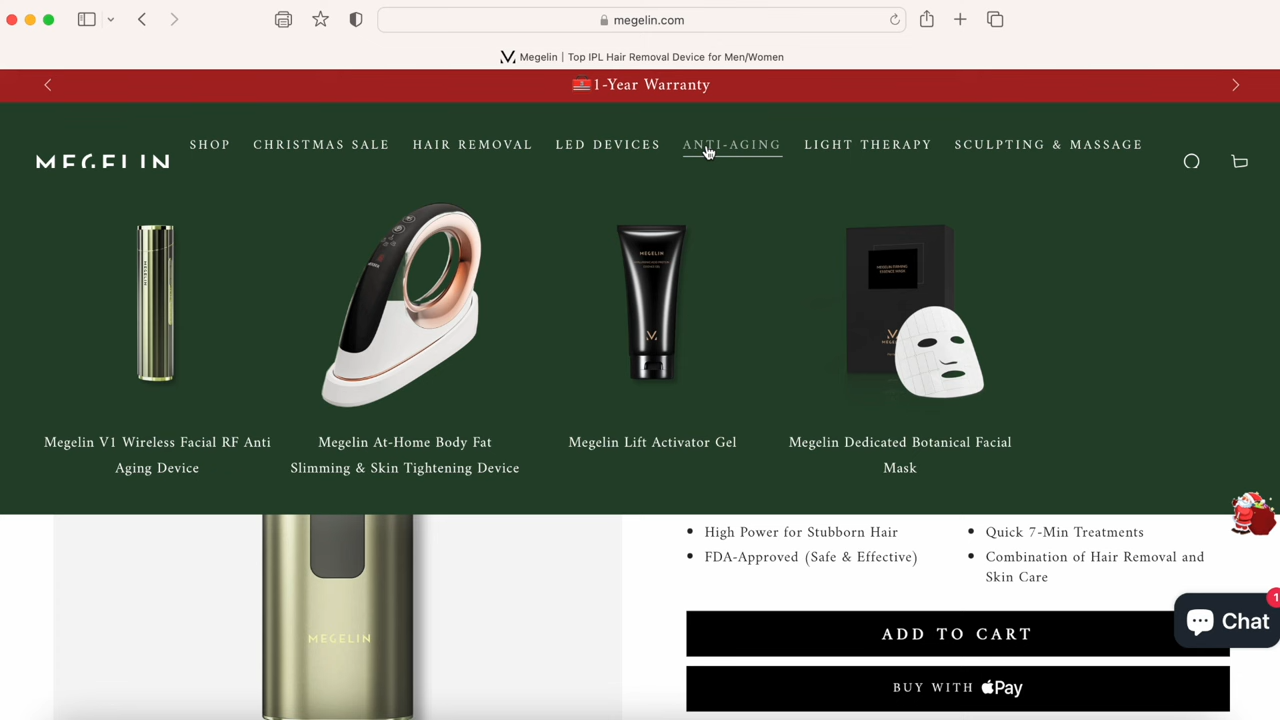 megelin.com
Megelin | Top IPL Hair Removal Device for Men/Women
1-Year Warranty
SHOP CHRISTMAS SALE HAIR REMOVAL LED DEVICES ANTI-AGING LIGHT THERAPY SCULPTING & MASSAGE
MEGELIN
MEGELIN
MEGELIN
Megelin V1 Wireless Facial RF Anti
Aging Device
Megelin At-Home Body Fat
Slimming & Skin Tightening Device
Megelin Lift Activator Gel
Megelin Dedicated Botanical Facial
Mask
High Power for Stubborn Hair
FDA-Approved (Safe & Effective)
Quick 7-Min Treatments
Combination of Hair Removal and
Skin Care
MEGELIN
ADD TO CART
BUY WITH Pay
Chat
1